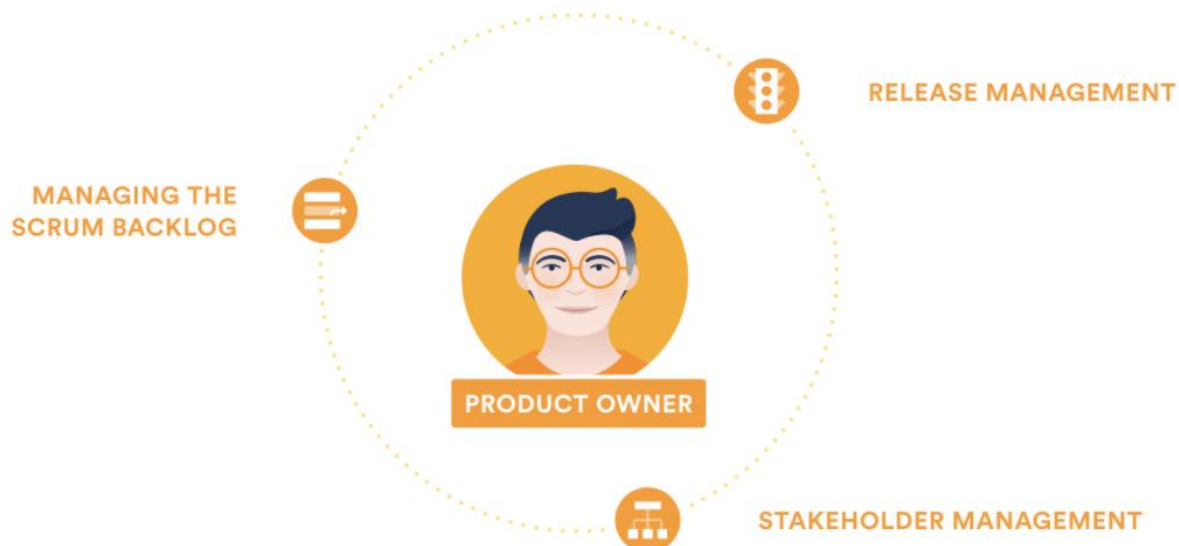 RELEASE MANAGEMENT
MANAGING THE
SCRUM BACKLOG
PRODUCT OWNER
STAKEHOLDER MANAGEMENT